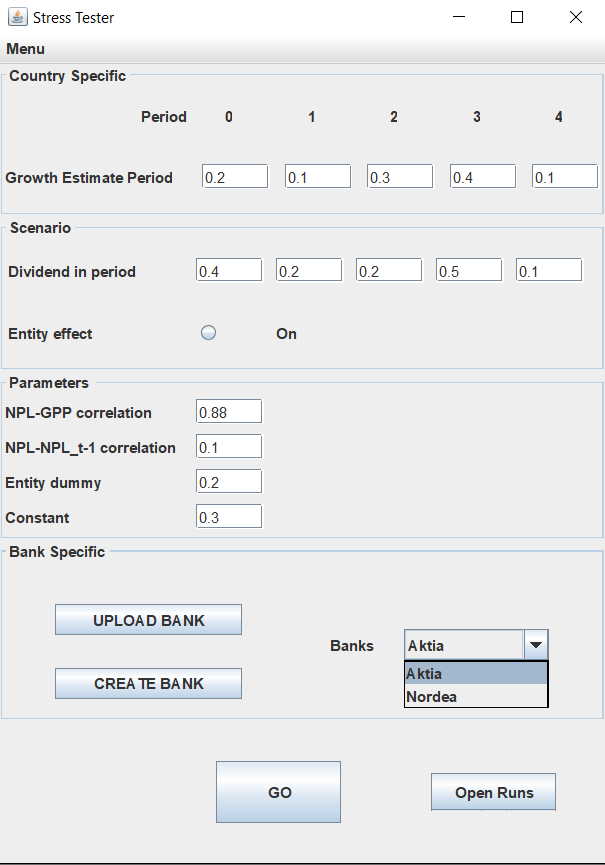 Stress Tester
Menu
Country Specific
Period 0 1 2 3 4
Growth Estimate Period 0.2 0.1 0.3 0.4 0.1
Scenario
Dividend in period 0.4 0.2 0.2 0.5 0.1
Entity effect On
Parameters
NPL-GPP correlation 0.88
NPL-NPL_t-1 correlation 0.1
Entity dummy 0.2
Constant 0.3
Bank Specific
UPLOAD BANK
Banks Aktia
Aktia
CREATE BANK
Nordea
GO Open Runs